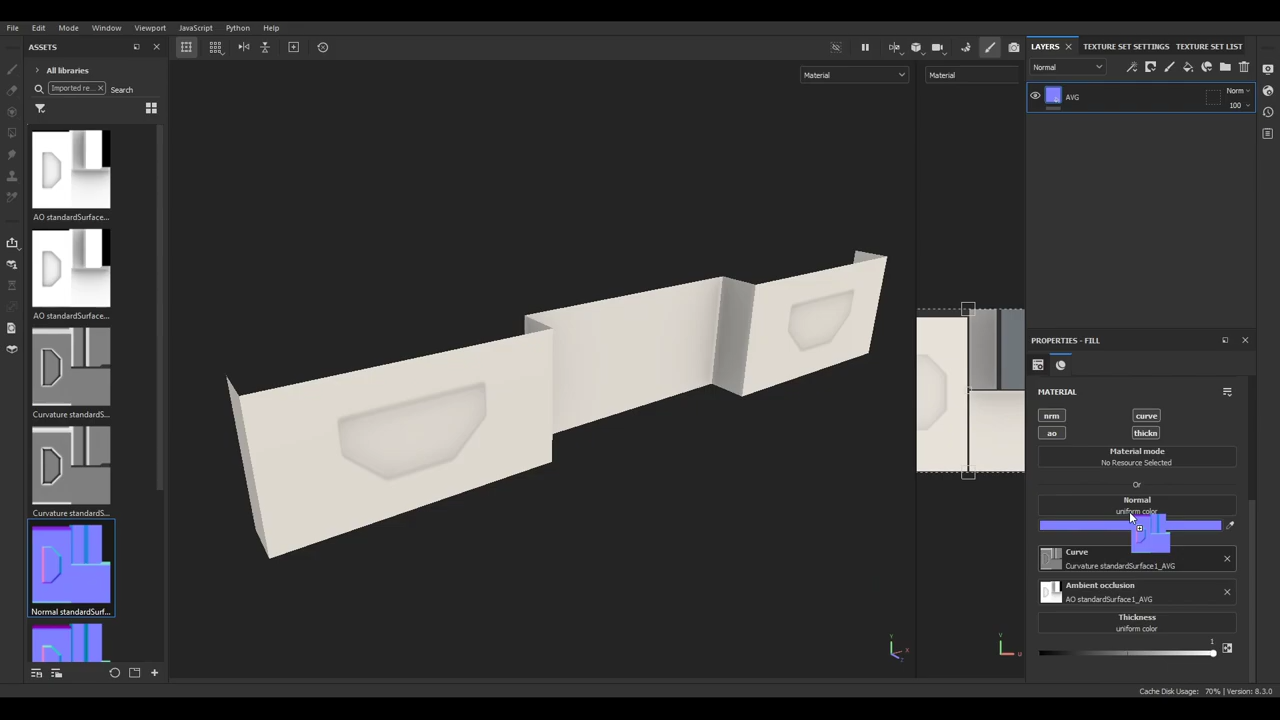 File Edit Mode Window Viewport JavaScript Python Help
ASSETS
All libraries
Imported re... Search
AO standardSurface...
AO standardSurface...
Curvature standardS...
Curvature standardS...
Normal standardSurf...
Material
Material
Y
X
Z
V
U
LAYERS TEXTURE SET SETTINGS TEXTURE SET LIST
Normal
AVG
Norm
100
PROPERTIES - FILL
MATERIAL
nrm curve
ao thickn
Material mode
No Resource Selected
Or
Normal
uniform color
Curve
Curvature standardSurface1_AVG
Ambient occlusion
AO standardSurface1_AVG
Thickness
uniform color
1
Cache Disk Usage: 70% | Version: 8.3.0